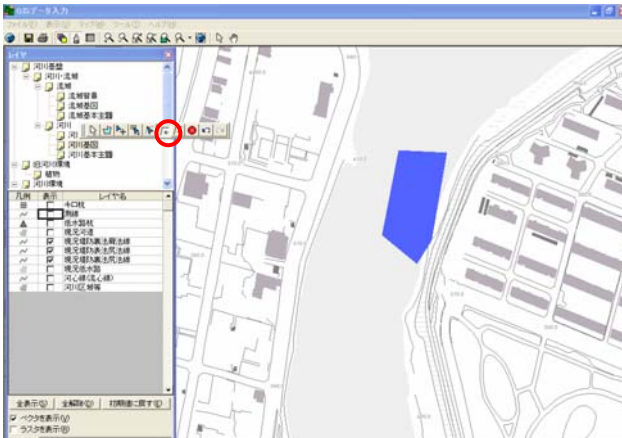 GISデータ入力
ファイル(F) 表示(V) マップ(M) ツール(T) ヘルプ(H)
レイヤ
河川基盤
河川・流域
流域
流域背景
流域基図
流域基本主題
河川
河川基図
河川基本主題
旧河川環境
植物
河川環境
凡例 表示 レイヤ名
キロ杭
測線
低水路杭
現況河道
現況堤防裏法肩法線
現況堤防表法尻法線
現況堤防裏法尻法線
現況低水路
河心線(流心線)
河川区域等
全表示(S) 全解除(C) 初期値に戻す(D)
ベクタを表示(V)
ラスタを表示(R)